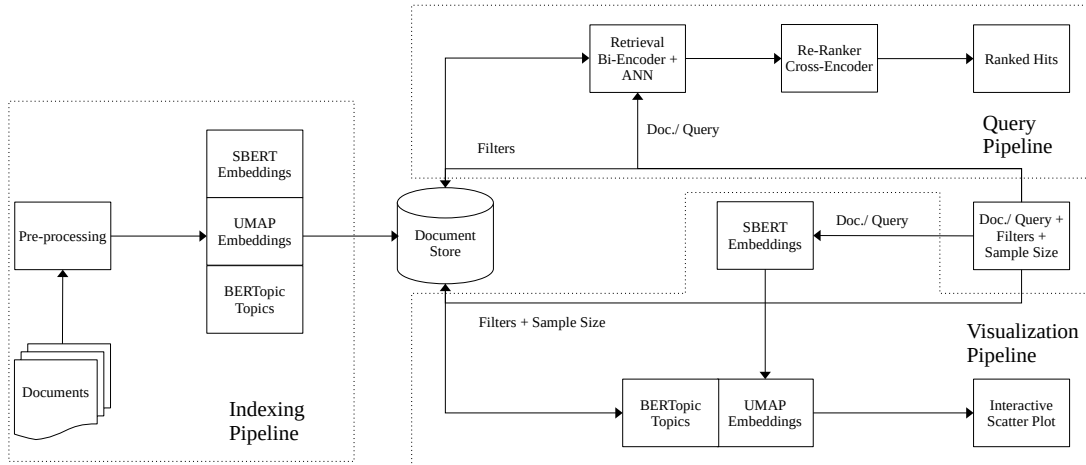 Pre-processing
Documents
SBERT
Embeddings
UMAP
Embeddings
BERTopic
Topics
Indexing
Pipeline
Document
Store
Retrieval
Bi-Encoder +
ANN
Re-Ranker
Cross-Encoder
Ranked Hits
Filters
Doc./ Query
Query
Pipeline
SBERT
Embeddings
Doc./ Query
Doc./ Query +
Filters +
Sample Size
Filters + Sample Size
Visualization
Pipeline
BERTopic
Topics
UMAP
Embeddings
Interactive
Scatter Plot